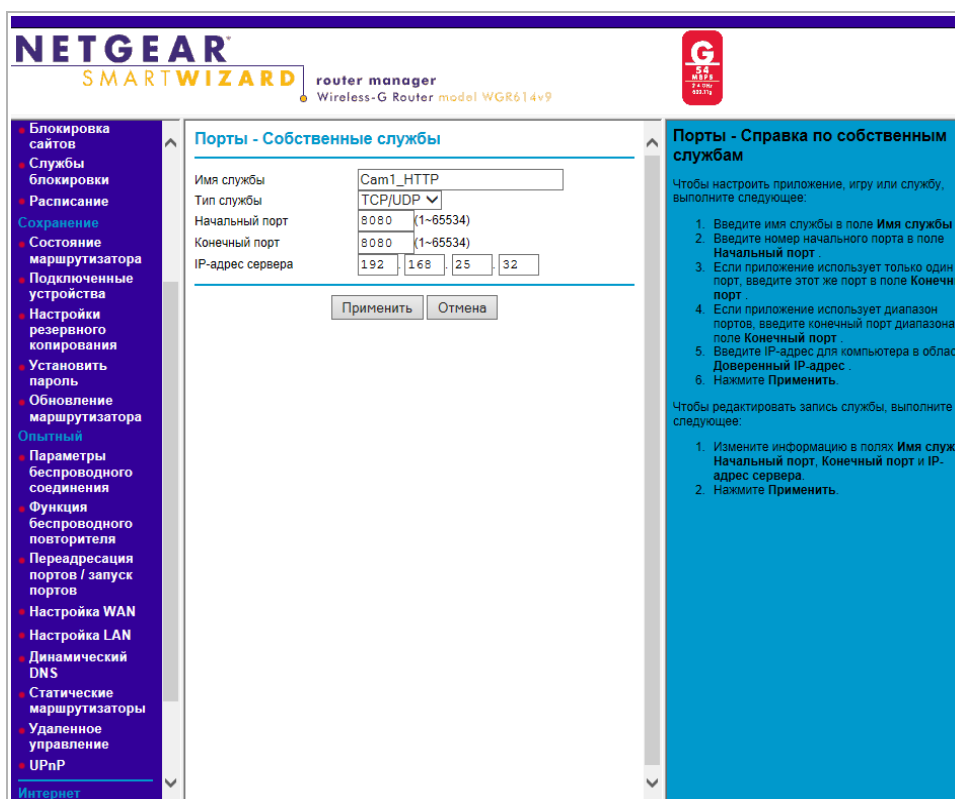 NETGEAR
SMARTWIZARD router manager
Wireless-G Router model WGR614v9
G
54
MBPS
2.4 GHz
802.11g
Блокировка
сайтов
Службы
блокировки
Расписание
Сохранение
Состояние
маршрутизатора
Подключенные
устройства
Настройки
резервного
копирования
Установить
пароль
Обновление
маршрутизатора
Опытный
Параметры
беспроводного
соединения
Функция
беспроводного
повторителя
Переадресация
портов / запуск
портов
Настройка WAN
Настройка LAN
Динамический
DNS
Статические
маршрутизаторы
Удаленное
управление
UPnP
Интернет
Порты - Собственные службы
Имя службы Cam1_HTTP
Тип службы TCP/UDP
Начальный порт 8080 (1~65534)
Конечный порт 8080 (1~65534)
IP-адрес сервера 192 . 168 . 25 . 32
Применить Отмена
Порты - Справка по собственным
службам
Чтобы настроить приложение, игру или службу,
выполните следующее:
1. Введите имя службы в поле Имя службы
2. Введите номер начального порта в поле
Начальный порт .
3. Если приложение использует только один
порт, введите этот же порт в поле Конечн
порт .
4. Если приложение использует диапазон
портов, введите конечный порт диапазона
поле Конечный порт .
5. Введите IP-адрес для компьютера в облас
Доверенный IP-адрес .
6. Нажмите Применить.
Чтобы редактировать запись службы, выполните
следующее:
1. Измените информацию в полях Имя служ
Начальный порт, Конечный порт и IP-
адрес сервера.
2. Нажмите Применить.